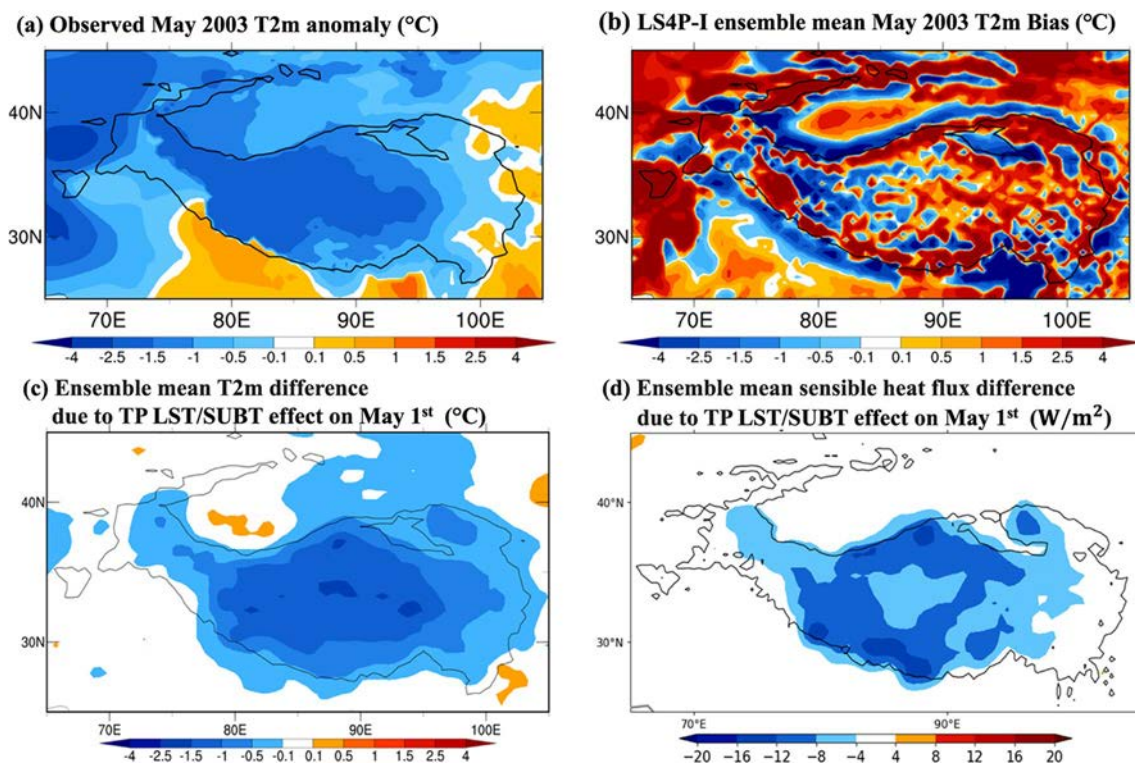 (a) Observed May 2003 T2m anomaly (°C)
(b) LS4P-I ensemble mean May 2003 T2m Bias (°C)
40N
30N
70E 80E 90E 100E
-4 -2.5 -1.5 -1 -0.5 -0.1 0.1 0.5 1 1.5 2.5 4
40N
30N
70E 80E 90E 100E
-4 -2.5 -1.5 -1 -0.5 -0.1 0.1 0.5 1 1.5 2.5 4
(c) Ensemble mean T2m difference
due to TP LST/SUBT effect on May 1st (°C)
(d) Ensemble mean sensible heat flux difference
due to TP LST/SUBT effect on May 1st (W/m²)
40N
30N
70E 80E 90E 100E
-4 -2.5 -1.5 -1 -0.5 -0.1 0.1 0.5 1 1.5 2.5 4
40°N
30°N
70°E 90°E
-20 -16 -12 -8 -4 4 8 12 16 20